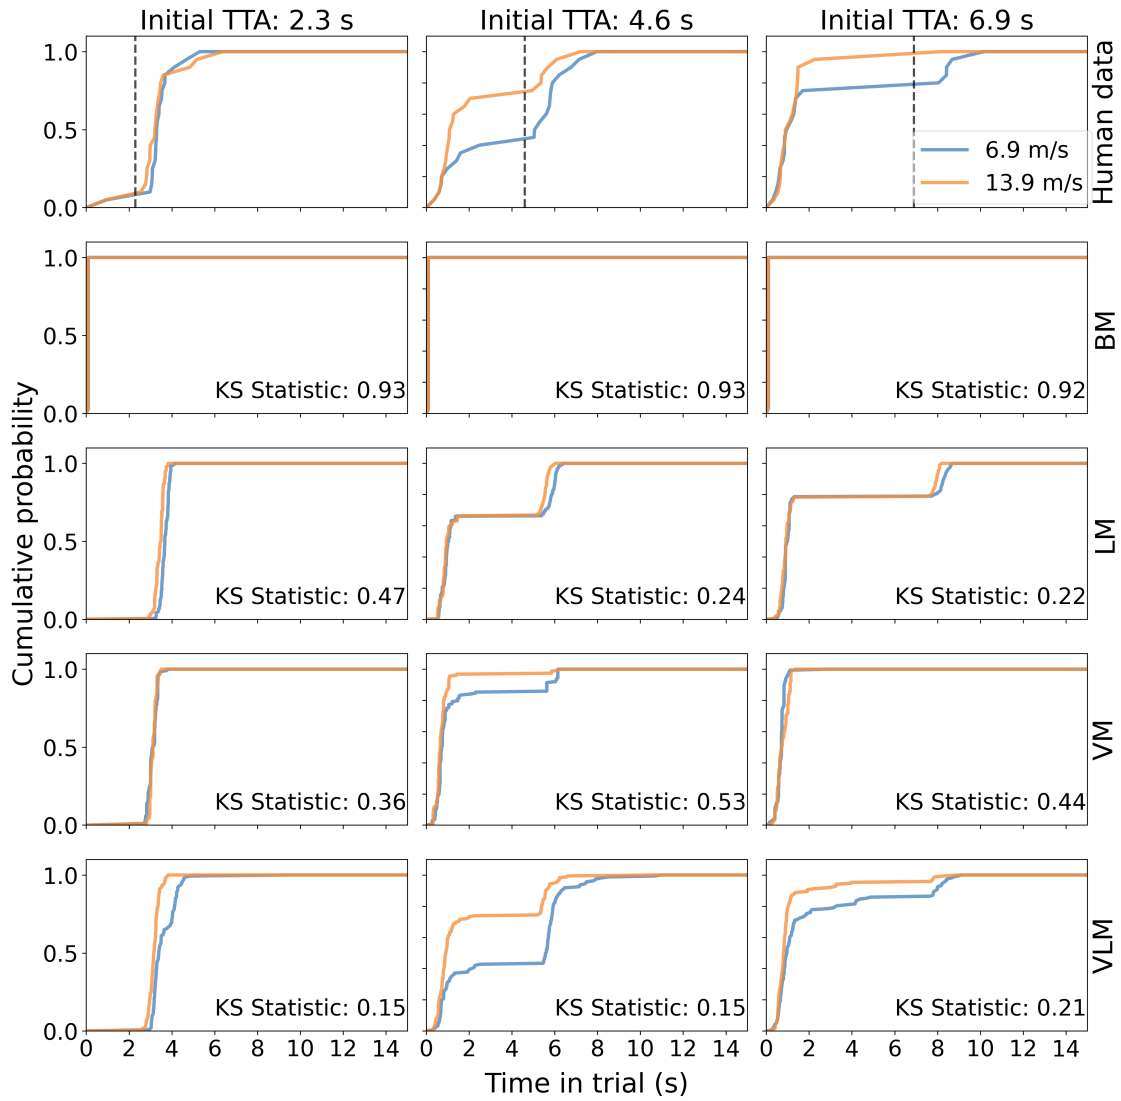 Initial TTA: 2.3 s
Initial TTA: 4.6 s
Initial TTA: 6.9 s
1.0
0.5
0.0
6.9 m/s
13.9 m/s
Human data
1.0
0.5
0.0
KS Statistic: 0.93
KS Statistic: 0.93
KS Statistic: 0.92
BM
Cumulative probability
1.0
0.5
0.0
KS Statistic: 0.47
KS Statistic: 0.24
KS Statistic: 0.22
LM
1.0
0.5
0.0
KS Statistic: 0.36
KS Statistic: 0.53
KS Statistic: 0.44
VM
1.0
0.5
0.0
KS Statistic: 0.15
KS Statistic: 0.15
KS Statistic: 0.21
VLM
0 2 4 6 8 10 12 14
0 2 4 6 8 10 12 14
0 2 4 6 8 10 12 14
Time in trial (s)